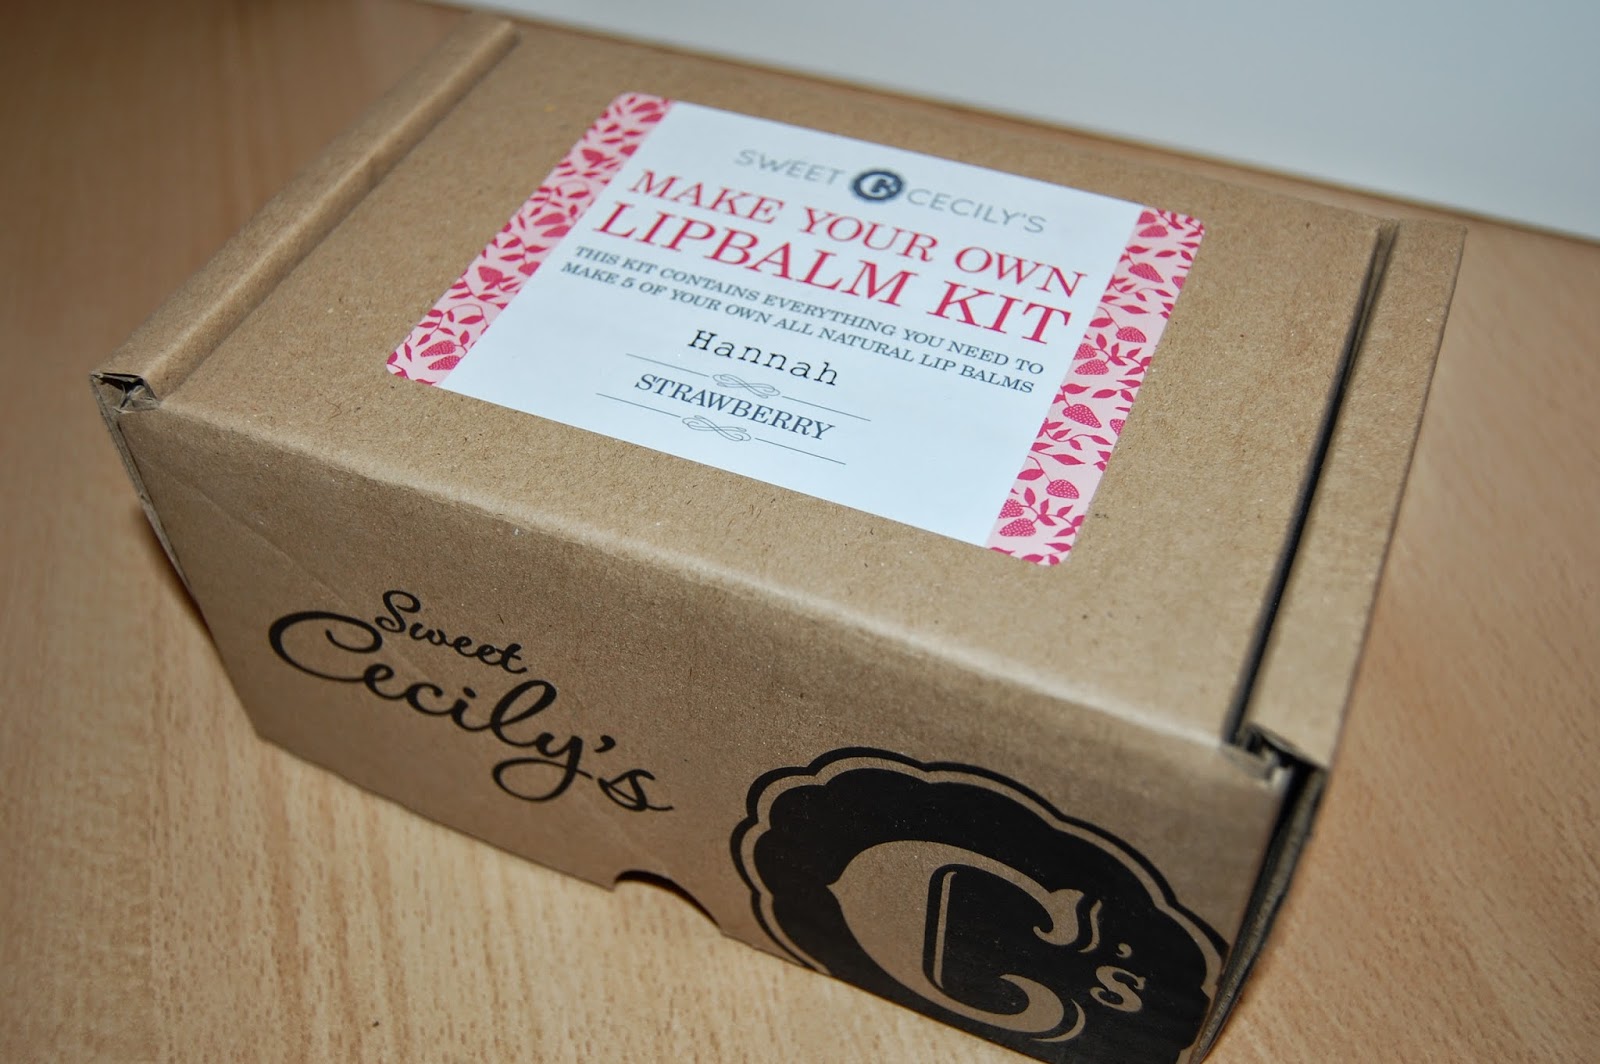 SWEET C CECILY'S
MAKE YOUR OWN
LIPBALM KIT
THIS KIT CONTAINS EVERYTHING YOU NEED TO
MAKE 5 OF YOUR OWN ALL NATURAL LIP BALMS
Hannah
STRAWBERRY
Sweet
Cecily's
C's